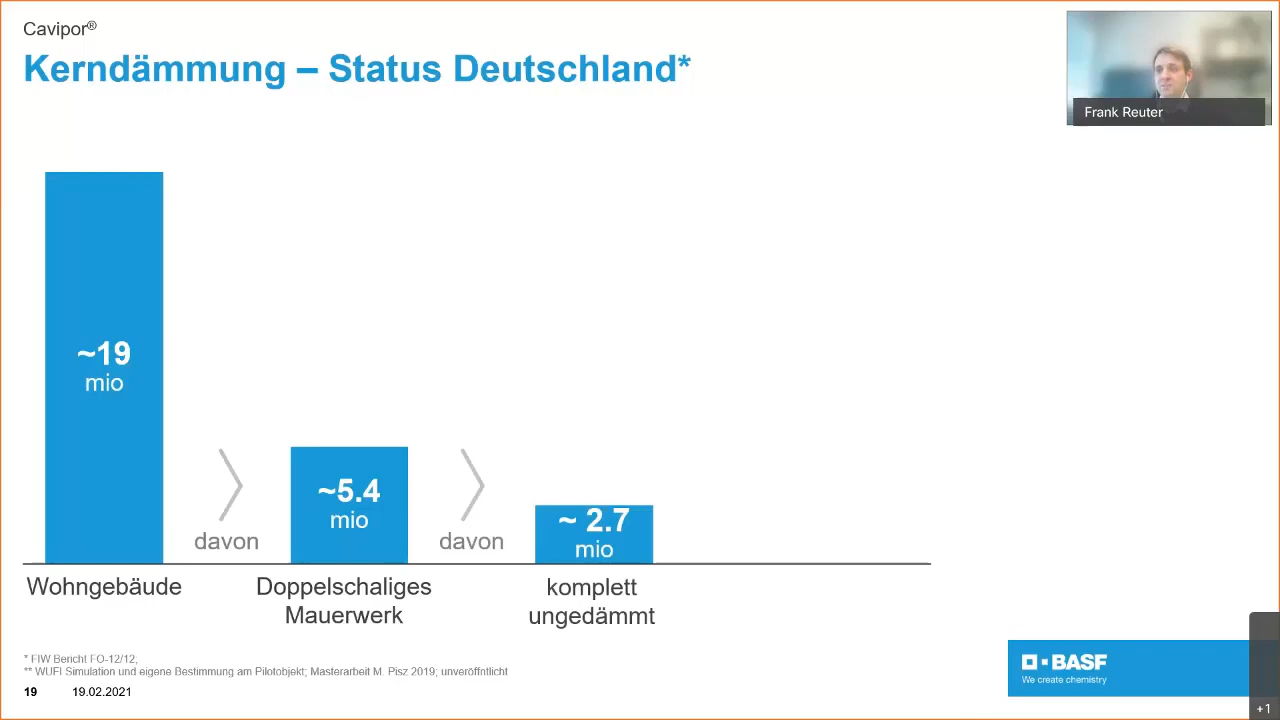 Cavipor®
Kerndämmung – Status Deutschland*
Frank Reuter
~19
mio
davon
~5.4
mio
davon
~ 2.7
mio
Wohngebäude
Doppelschaliges
Mauerwerk
komplett
ungedämmt
* FIW Bericht FO-12/12;
** WUFI Simulation und eigene Bestimmung am Pilotobjekt; Masterarbeit M. Pisz 2019; unveröffntlicht
19 19.02.2021
BASF
We create chemistry
+1